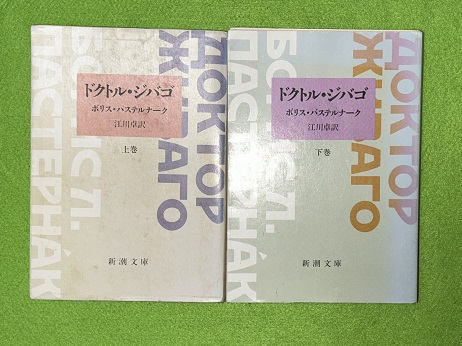 ドクトル・ジバゴ
ボリス・パステルナーク
江川卓訳
上巻
新潮文庫
ДОКТОР
ЖИВАГО
ПАСТЕРНАК
ドクトル・ジバゴ
ボリス・パステルナーク
江川卓訳
下巻
新潮文庫
ДОКТОР
ЖИВАГО
ПАСТЕРНАК